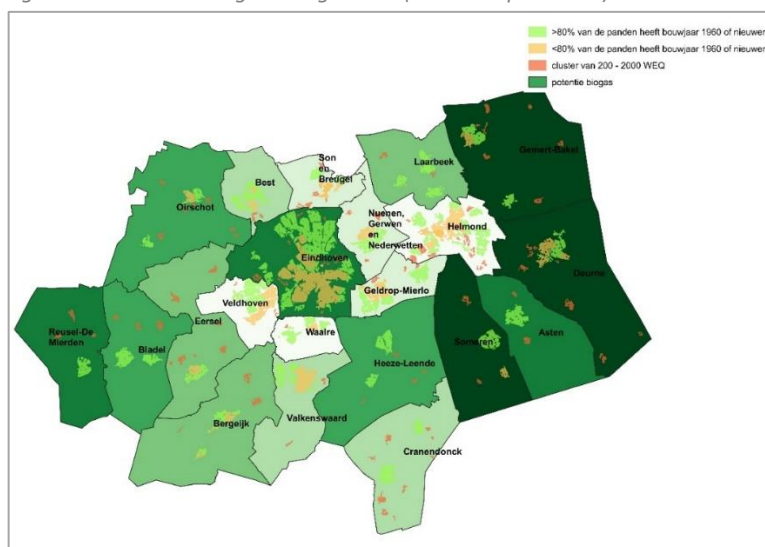 >80% van de panden heeft bouwjaar 1960 of nieuwer
<80% van de panden heeft bouwjaar 1960 of nieuwer
cluster van 200 - 2000 WEQ
potentie biogas
Gemert-Bakel
Son
en
Breugel
Laarbeek
Best
Oirschot
Nuenen,
Gerwen
en
Nederwetten
Helmond
Eindhoven
Deurne
Geldrop-Mierlo
Veldhoven
Reusel-De
Mierden
Eersel
Waalre
Asten
Someren
Bladel
Heeze-Leende
Bergeijk
Valkenswaard
Cranendonck